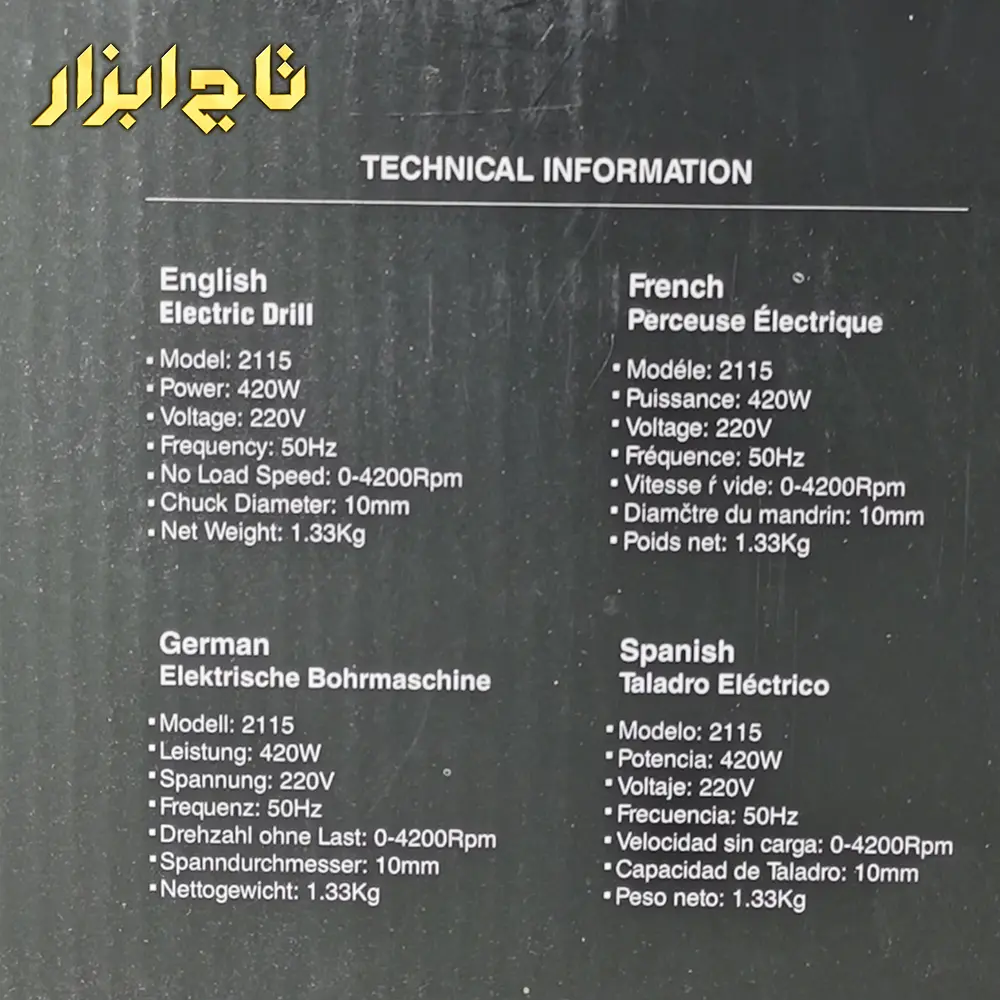 تاج ابزار
TECHNICAL INFORMATION
English
Electric Drill
▪ Model: 2115
▪ Power: 420W
▪ Voltage: 220V
▪ Frequency: 50Hz
▪ No Load Speed: 0-4200Rpm
▪ Chuck Diameter: 10mm
▪ Net Weight: 1.33Kg
French
Perceuse Électrique
▪ Modéle: 2115
▪ Puissance: 420W
▪ Voltage: 220V
▪ Fréquence: 50Hz
▪ Vitesse ŕ vide: 0-4200Rpm
▪ Diamčtre du mandrin: 10mm
▪ Poids net: 1.33Kg
German
Elektrische Bohrmaschine
▪ Modell: 2115
▪ Leistung: 420W
▪ Spannung: 220V
▪ Frequenz: 50Hz
▪ Drehzahl ohne Last: 0-4200Rpm
▪ Spanndurchmesser: 10mm
▪ Nettogewicht: 1.33Kg
Spanish
Taladro Eléctrico
▪ Modelo: 2115
▪ Potencia: 420W
▪ Voltaje: 220V
▪ Frecuencia: 50Hz
▪ Velocidad sin carga: 0-4200Rpm
▪ Capacidad de Taladro: 10mm
▪ Peso neto: 1.33Kg